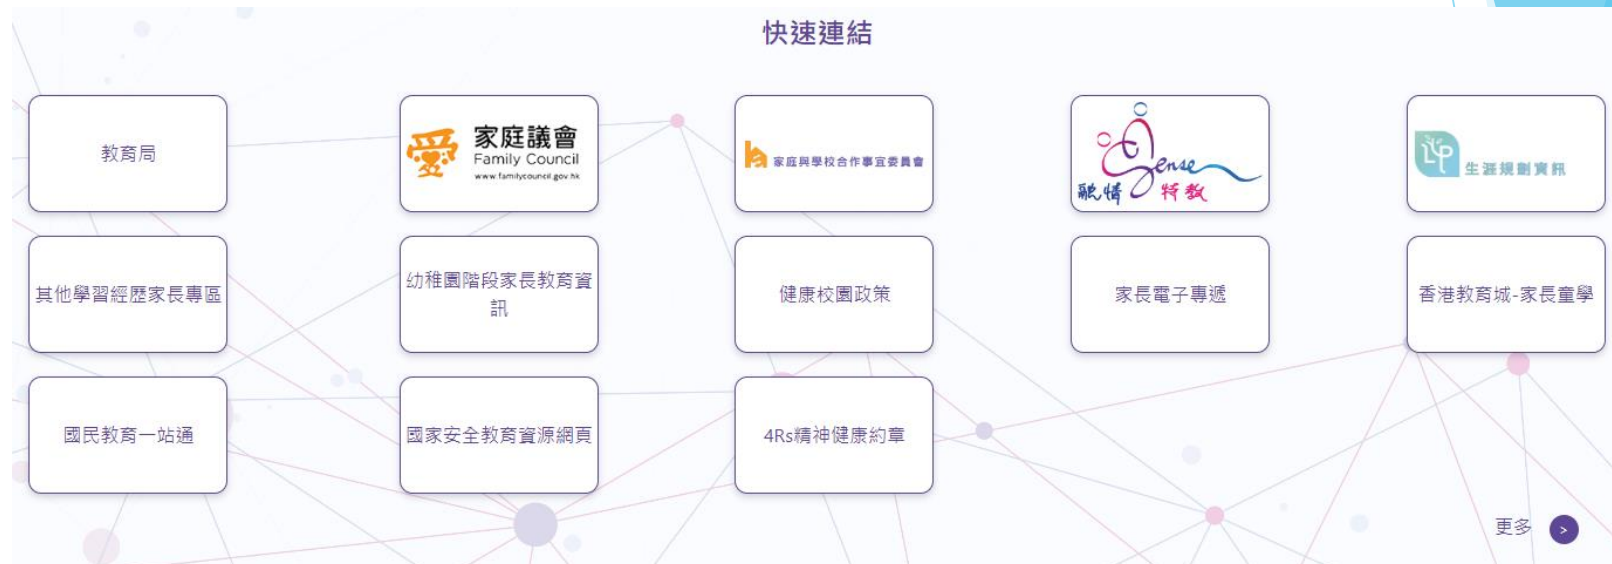 快速連結
教育局
愛
家庭議會
Family Council
www.familycouncil.gov.hk
家庭與學校合作事宜委員會
Sense
融情 特教
LP
生涯規劃資訊
其他學習經歷家長專區
幼稚園階段家長教育資
訊
健康校園政策
家長電子專遞
香港教育城-家長童學
國民教育一站通
國家安全教育資源網頁
4Rs精神健康約章
更多 >